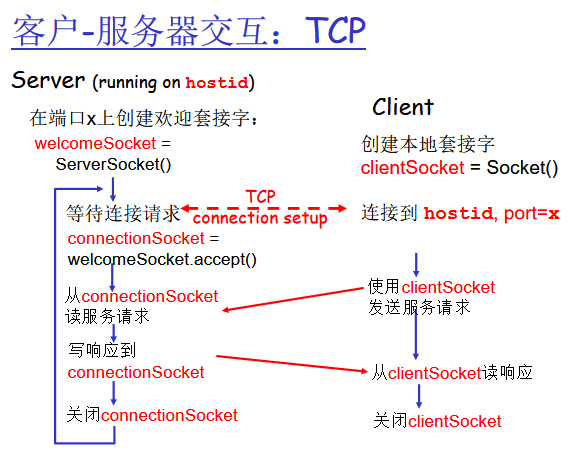 客户-服务器交互：TCP
Server (running on hostid)
在端口x上创建欢迎套接字：
welcomeSocket =
ServerSocket()
等待连接请求
connectionSocket =
welcomeSocket.accept()
从connectionSocket
读服务请求
写响应到
connectionSocket
关闭connectionSocket
TCP
connection setup
Client
创建本地套接字
clientSocket = Socket()
连接到 hostid, port=x
使用clientSocket
发送服务请求
从clientSocket读响应
关闭clientSocket